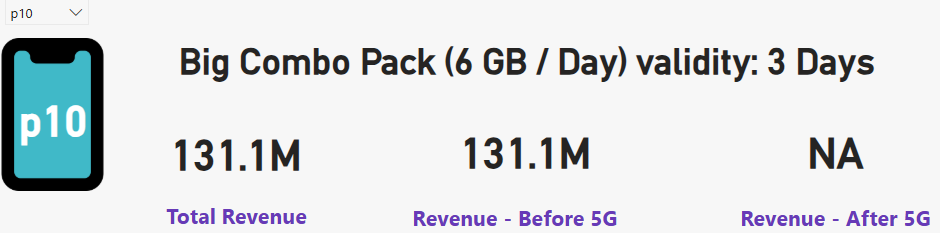 p10
Big Combo Pack (6 GB / Day) validity: 3 Days
p10
131.1M
131.1M
NA
Total Revenue
Revenue - Before 5G
Revenue - After 5G